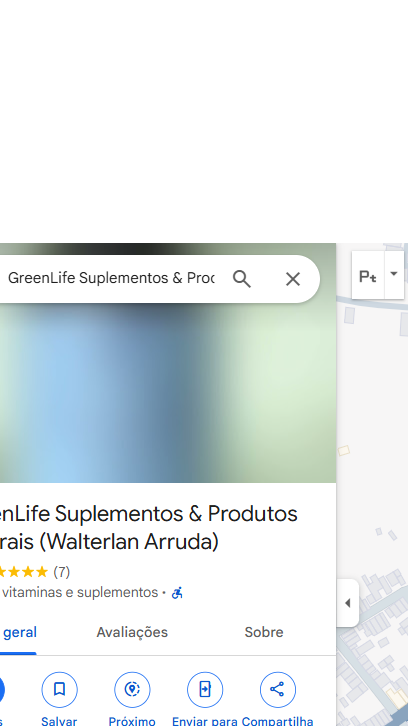 GreenLife Suplementos & Proc
Pt
enLife Suplementos & Produtos
rais (Walterlan Arruda)
(7)
vitaminas e suplementos •
geral Avaliações Sobre
s Salvar Próximo Enviar para Compartilha